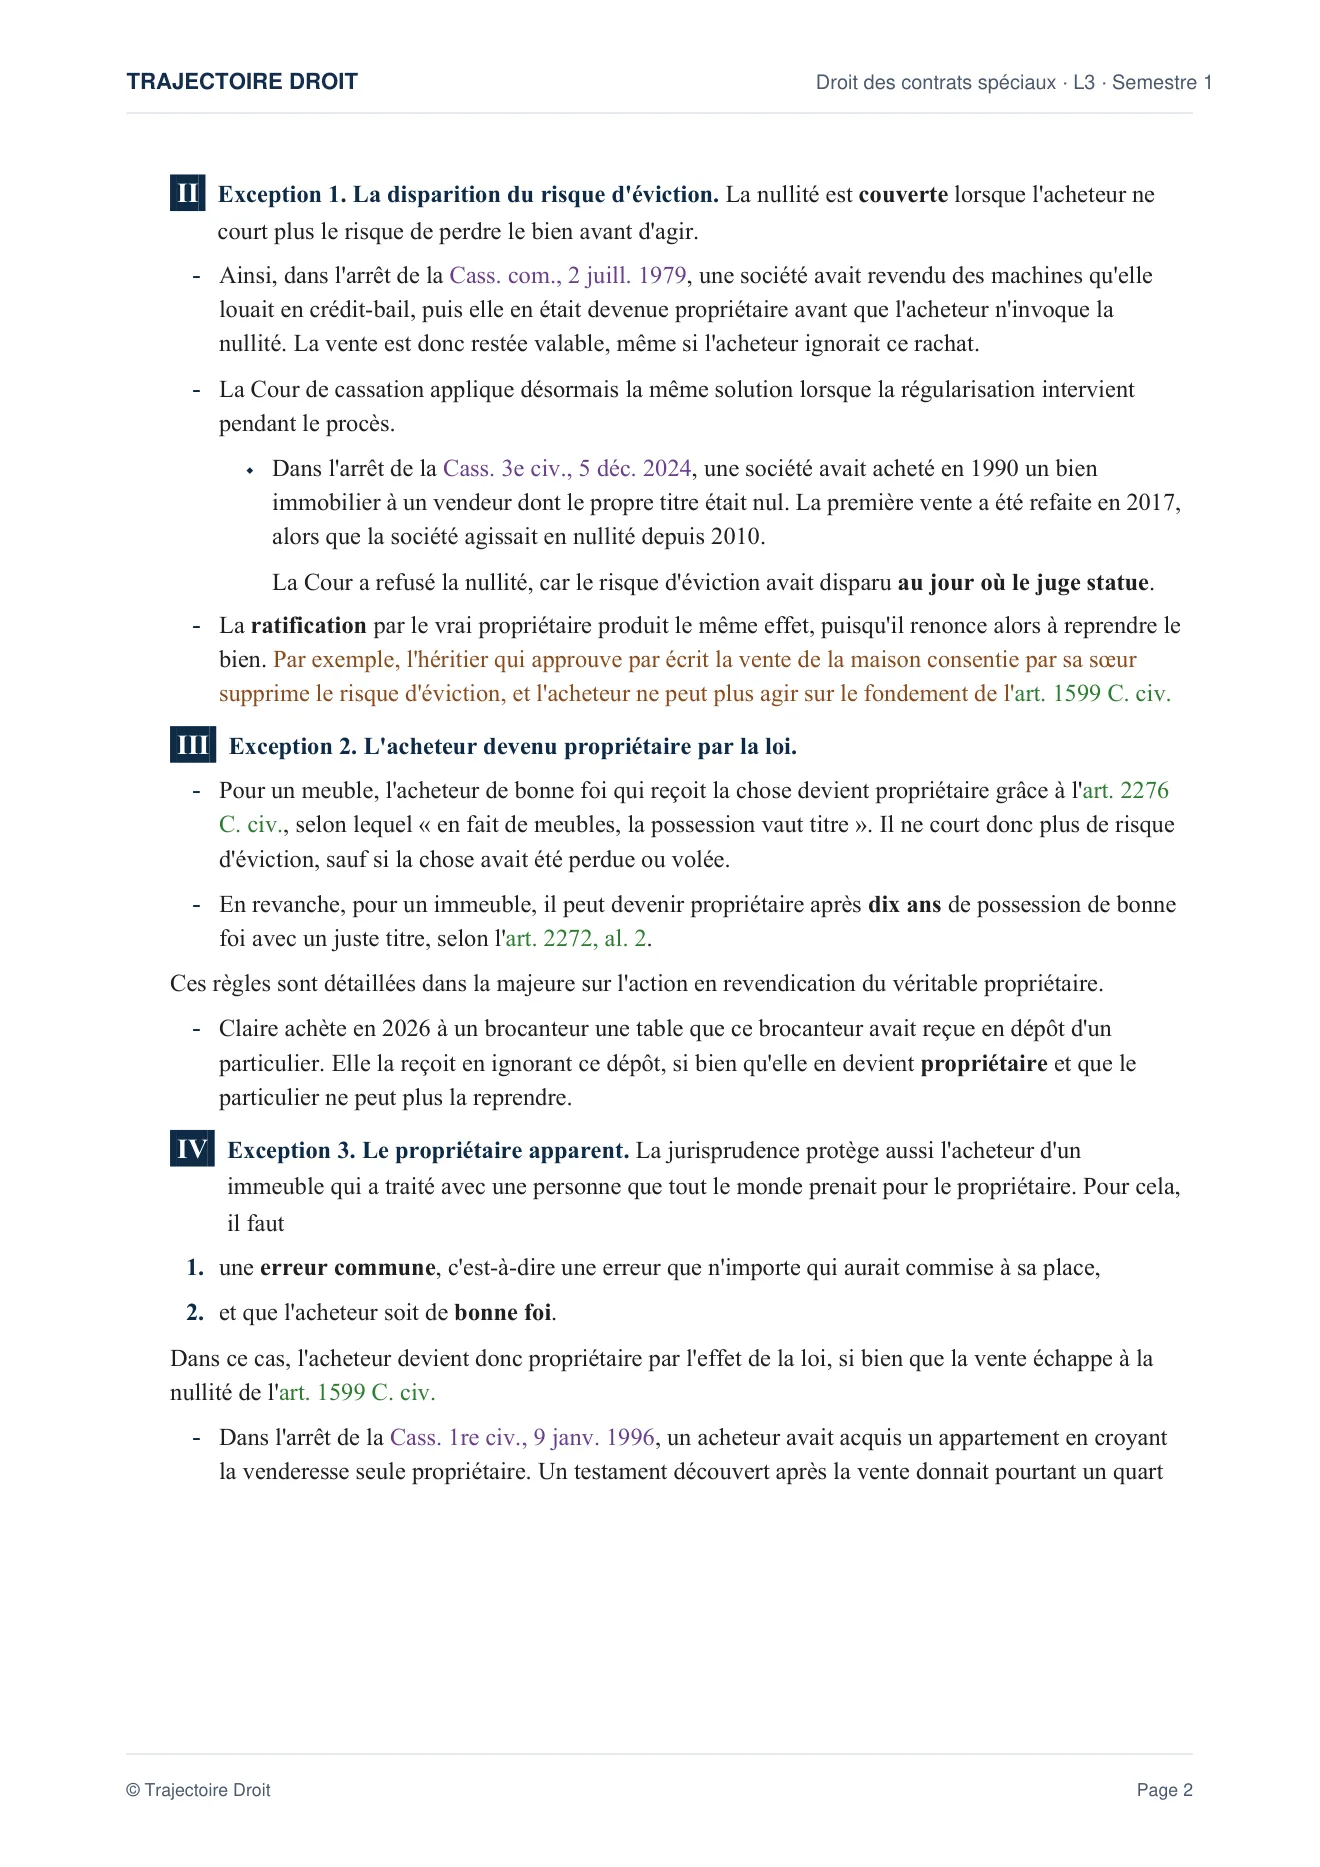 TRAJECTOIRE DROIT
Droit des contrats spéciaux · L3 · Semestre 1
II Exception 1. La disparition du risque d'éviction. La nullité est couverte lorsque l'acheteur ne
court plus le risque de perdre le bien avant d'agir.
- Ainsi, dans l'arrêt de la Cass. com., 2 juill. 1979, une société avait revendu des machines qu'elle
louait en crédit-bail, puis elle en était devenue propriétaire avant que l'acheteur n'invoque la
nullité. La vente est donc restée valable, même si l'acheteur ignorait ce rachat.
- La Cour de cassation applique désormais la même solution lorsque la régularisation intervient
pendant le procès.
⬩ Dans l'arrêt de la Cass. 3e civ., 5 déc. 2024, une société avait acheté en 1990 un bien
immobilier à un vendeur dont le propre titre était nul. La première vente a été refaite en 2017,
alors que la société agissait en nullité depuis 2010.
La Cour a refusé la nullité, car le risque d'éviction avait disparu au jour où le juge statue.
- La ratification par le vrai propriétaire produit le même effet, puisqu'il renonce alors à reprendre le
bien. Par exemple, l'héritier qui approuve par écrit la vente de la maison consentie par sa sœur
supprime le risque d'éviction, et l'acheteur ne peut plus agir sur le fondement de l'art. 1599 C. civ.
III Exception 2. L'acheteur devenu propriétaire par la loi.
- Pour un meuble, l'acheteur de bonne foi qui reçoit la chose devient propriétaire grâce à l'art. 2276
C. civ., selon lequel « en fait de meubles, la possession vaut titre ». Il ne court donc plus de risque
d'éviction, sauf si la chose avait été perdue ou volée.
- En revanche, pour un immeuble, il peut devenir propriétaire après dix ans de possession de bonne
foi avec un juste titre, selon l'art. 2272, al. 2.
Ces règles sont détaillées dans la majeure sur l'action en revendication du véritable propriétaire.
- Claire achète en 2026 à un brocanteur une table que ce brocanteur avait reçue en dépôt d'un
particulier. Elle la reçoit en ignorant ce dépôt, si bien qu'elle en devient propriétaire et que le
particulier ne peut plus la reprendre.
IV Exception 3. Le propriétaire apparent. La jurisprudence protège aussi l'acheteur d'un
immeuble qui a traité avec une personne que tout le monde prenait pour le propriétaire. Pour cela,
il faut
1. une erreur commune, c'est-à-dire une erreur que n'importe qui aurait commise à sa place,
2. et que l'acheteur soit de bonne foi.
Dans ce cas, l'acheteur devient donc propriétaire par l'effet de la loi, si bien que la vente échappe à la
nullité de l'art. 1599 C. civ.
- Dans l'arrêt de la Cass. 1re civ., 9 janv. 1996, un acheteur avait acquis un appartement en croyant
la venderesse seule propriétaire. Un testament découvert après la vente donnait pourtant un quart
© Trajectoire Droit
Page 2